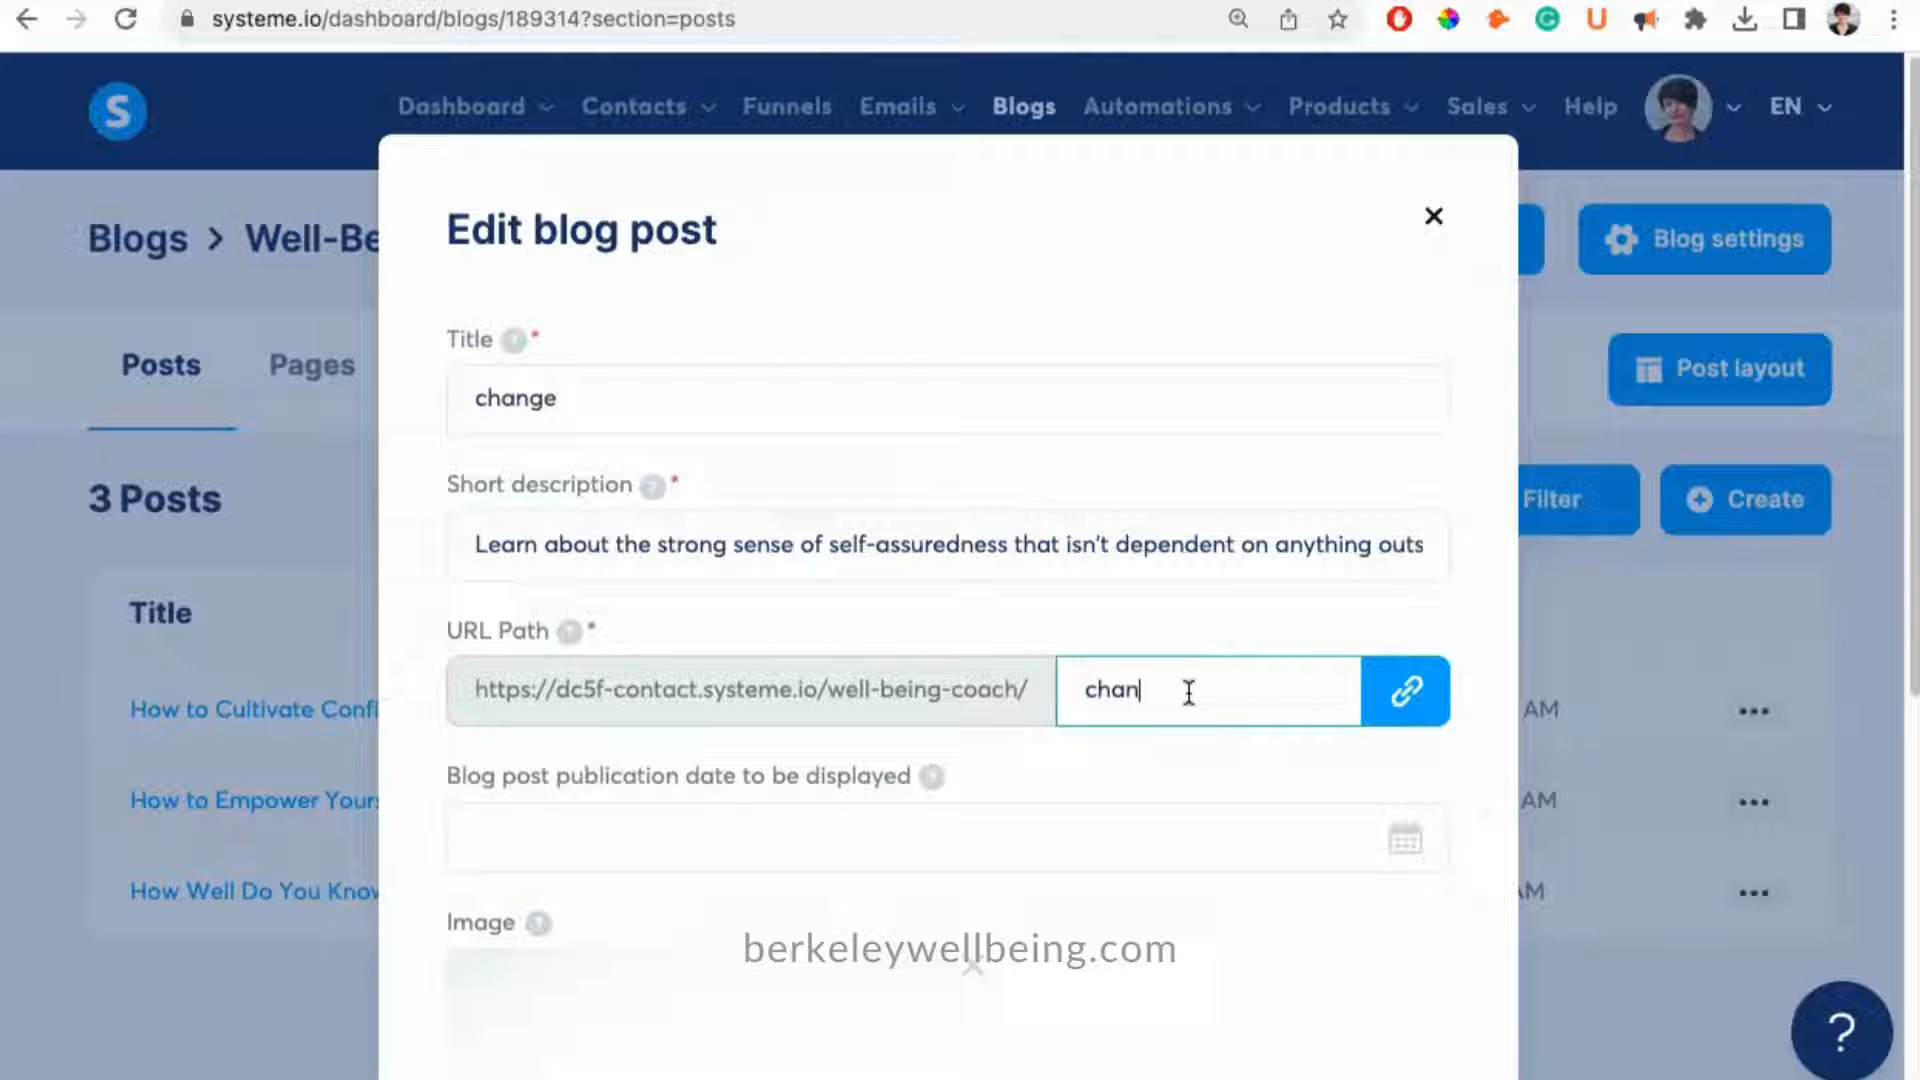 systeme.io/dashboard/blogs/189314?section=posts
S Dashboard Contacts Funnels Emails Blogs Automations Products Sales Help EN
Blogs > Well-Be
Blog settings
Edit blog post
Posts Pages
Post layout
Title ? *
change
Short description ? *
Learn about the strong sense of self-assuredness that isn't dependent on anything outs
3 Posts
Filter
Create
Title
URL Path ? *
https://dc5f-contact.systeme.io/well-being-coach/ chan
How to Cultivate Confi
AM
Blog post publication date to be displayed ?
How to Empower Yours
AM
How Well Do You Know
AM
Image ?
berkeleywellbeing.com
?